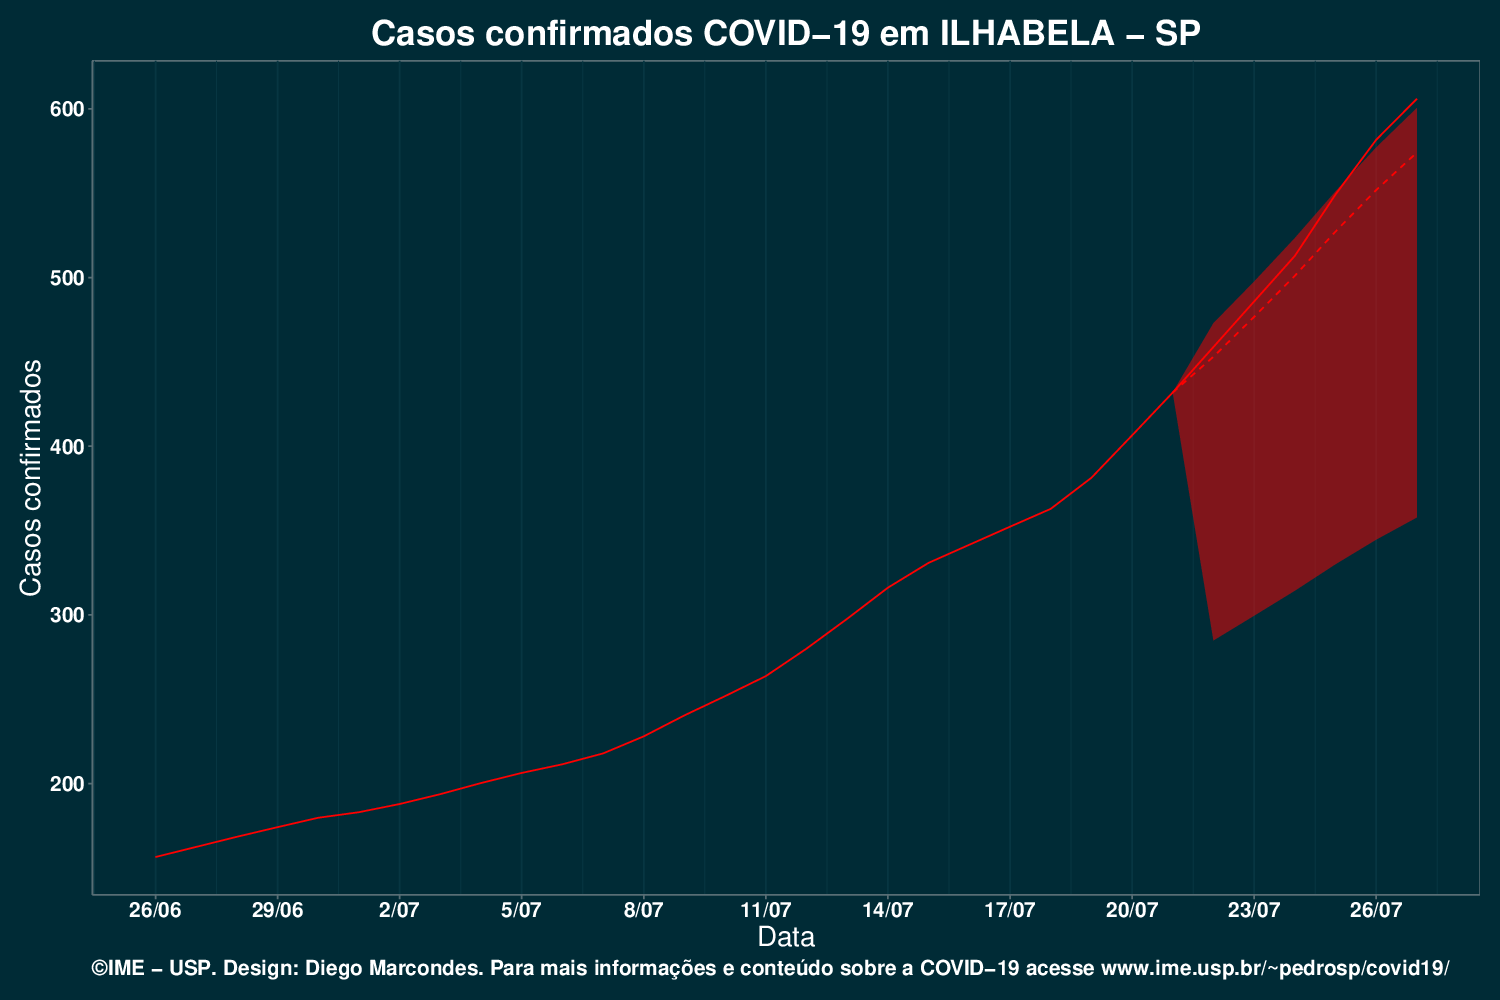 Casos confirmados COVID−19 em ILHABELA − SP
600
500
400
300
200
Casos confirmados
26/06 29/06 2/07 5/07 8/07 11/07 14/07 17/07 20/07 23/07 26/07
Data
©IME − USP. Design: Diego Marcondes. Para mais informações e conteúdo sobre a COVID−19 acesse www.ime.usp.br/~pedrosp/covid19/